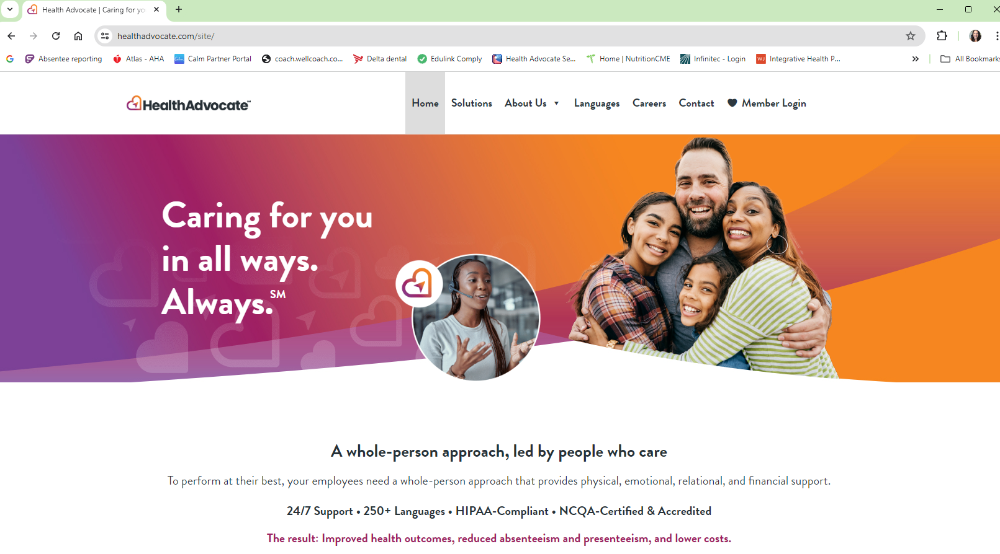 Health Advocate | Caring for yo
healthadvocate.com/site/
Absentee reporting
Atlas - AHA
Calm Partner Portal
coach.wellcoach.co...
Delta dental
Edulink Comply
Health Advocate Se...
Home | NutritionCME
Infinitec - Login
WJ
Integrative Health P...
»
All Bookmarks
HealthAdvocate℠
Home
Solutions
About Us
Languages
Careers
Contact
Member Login
Caring for you
in all ways.
Always.℠
A whole-person approach, led by people who care
To perform at their best, your employees need a whole-person approach that provides physical, emotional, relational, and financial support.
24/7 Support • 250+ Languages • HIPAA-Compliant • NCQA-Certified & Accredited
The result: Improved health outcomes, reduced absenteeism and presenteeism, and lower costs.